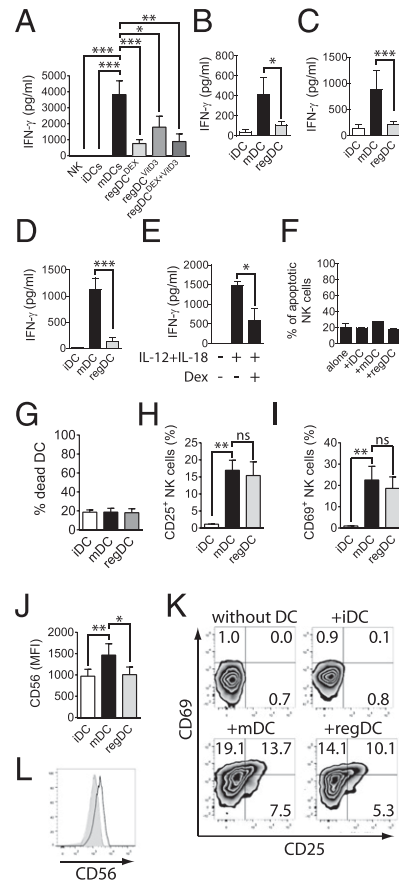 A
IFN-γ (pg/ml)
5000
4000
3000
2000
1000
0
***
***
***
*
**
NK
iDCs
mDCs
regDCDEX
regDCVitD3
regDCDEX+VitD3
B
IFN-γ (pg/ml)
800
600
400
200
0
*
iDC
mDC
regDC
C
IFN-γ (pg/ml)
1500
1000
500
0
***
iDC
mDC
regDC
D
IFN-γ (pg/ml)
1500
1000
500
0
***
iDC
mDC
regDC
E
IFN-γ (pg/ml)
2000
1500
1000
500
0
*
IL-12+IL-18 - + +
Dex - - +
F
% of apoptotic
NK cells
100
80
60
40
20
0
alone
+iDC
+mDC
+regDC
G
% dead DC
100
80
60
40
20
0
iDC
mDC
regDC
H
CD25+ NK cells (%)
25
20
15
10
5
0
**
ns
iDC
mDC
regDC
I
CD69+ NK cells (%)
40
30
20
10
0
**
ns
iDC
mDC
regDC
J
CD56 (MFI)
2000
1500
1000
500
0
**
*
iDC
mDC
regDC
K
without DC
1.0 0.0
0.7
+iDC
0.9 0.1
0.8
+mDC
19.1 13.7
7.5
+regDC
14.1 10.1
5.3
CD69
CD25
L
CD56